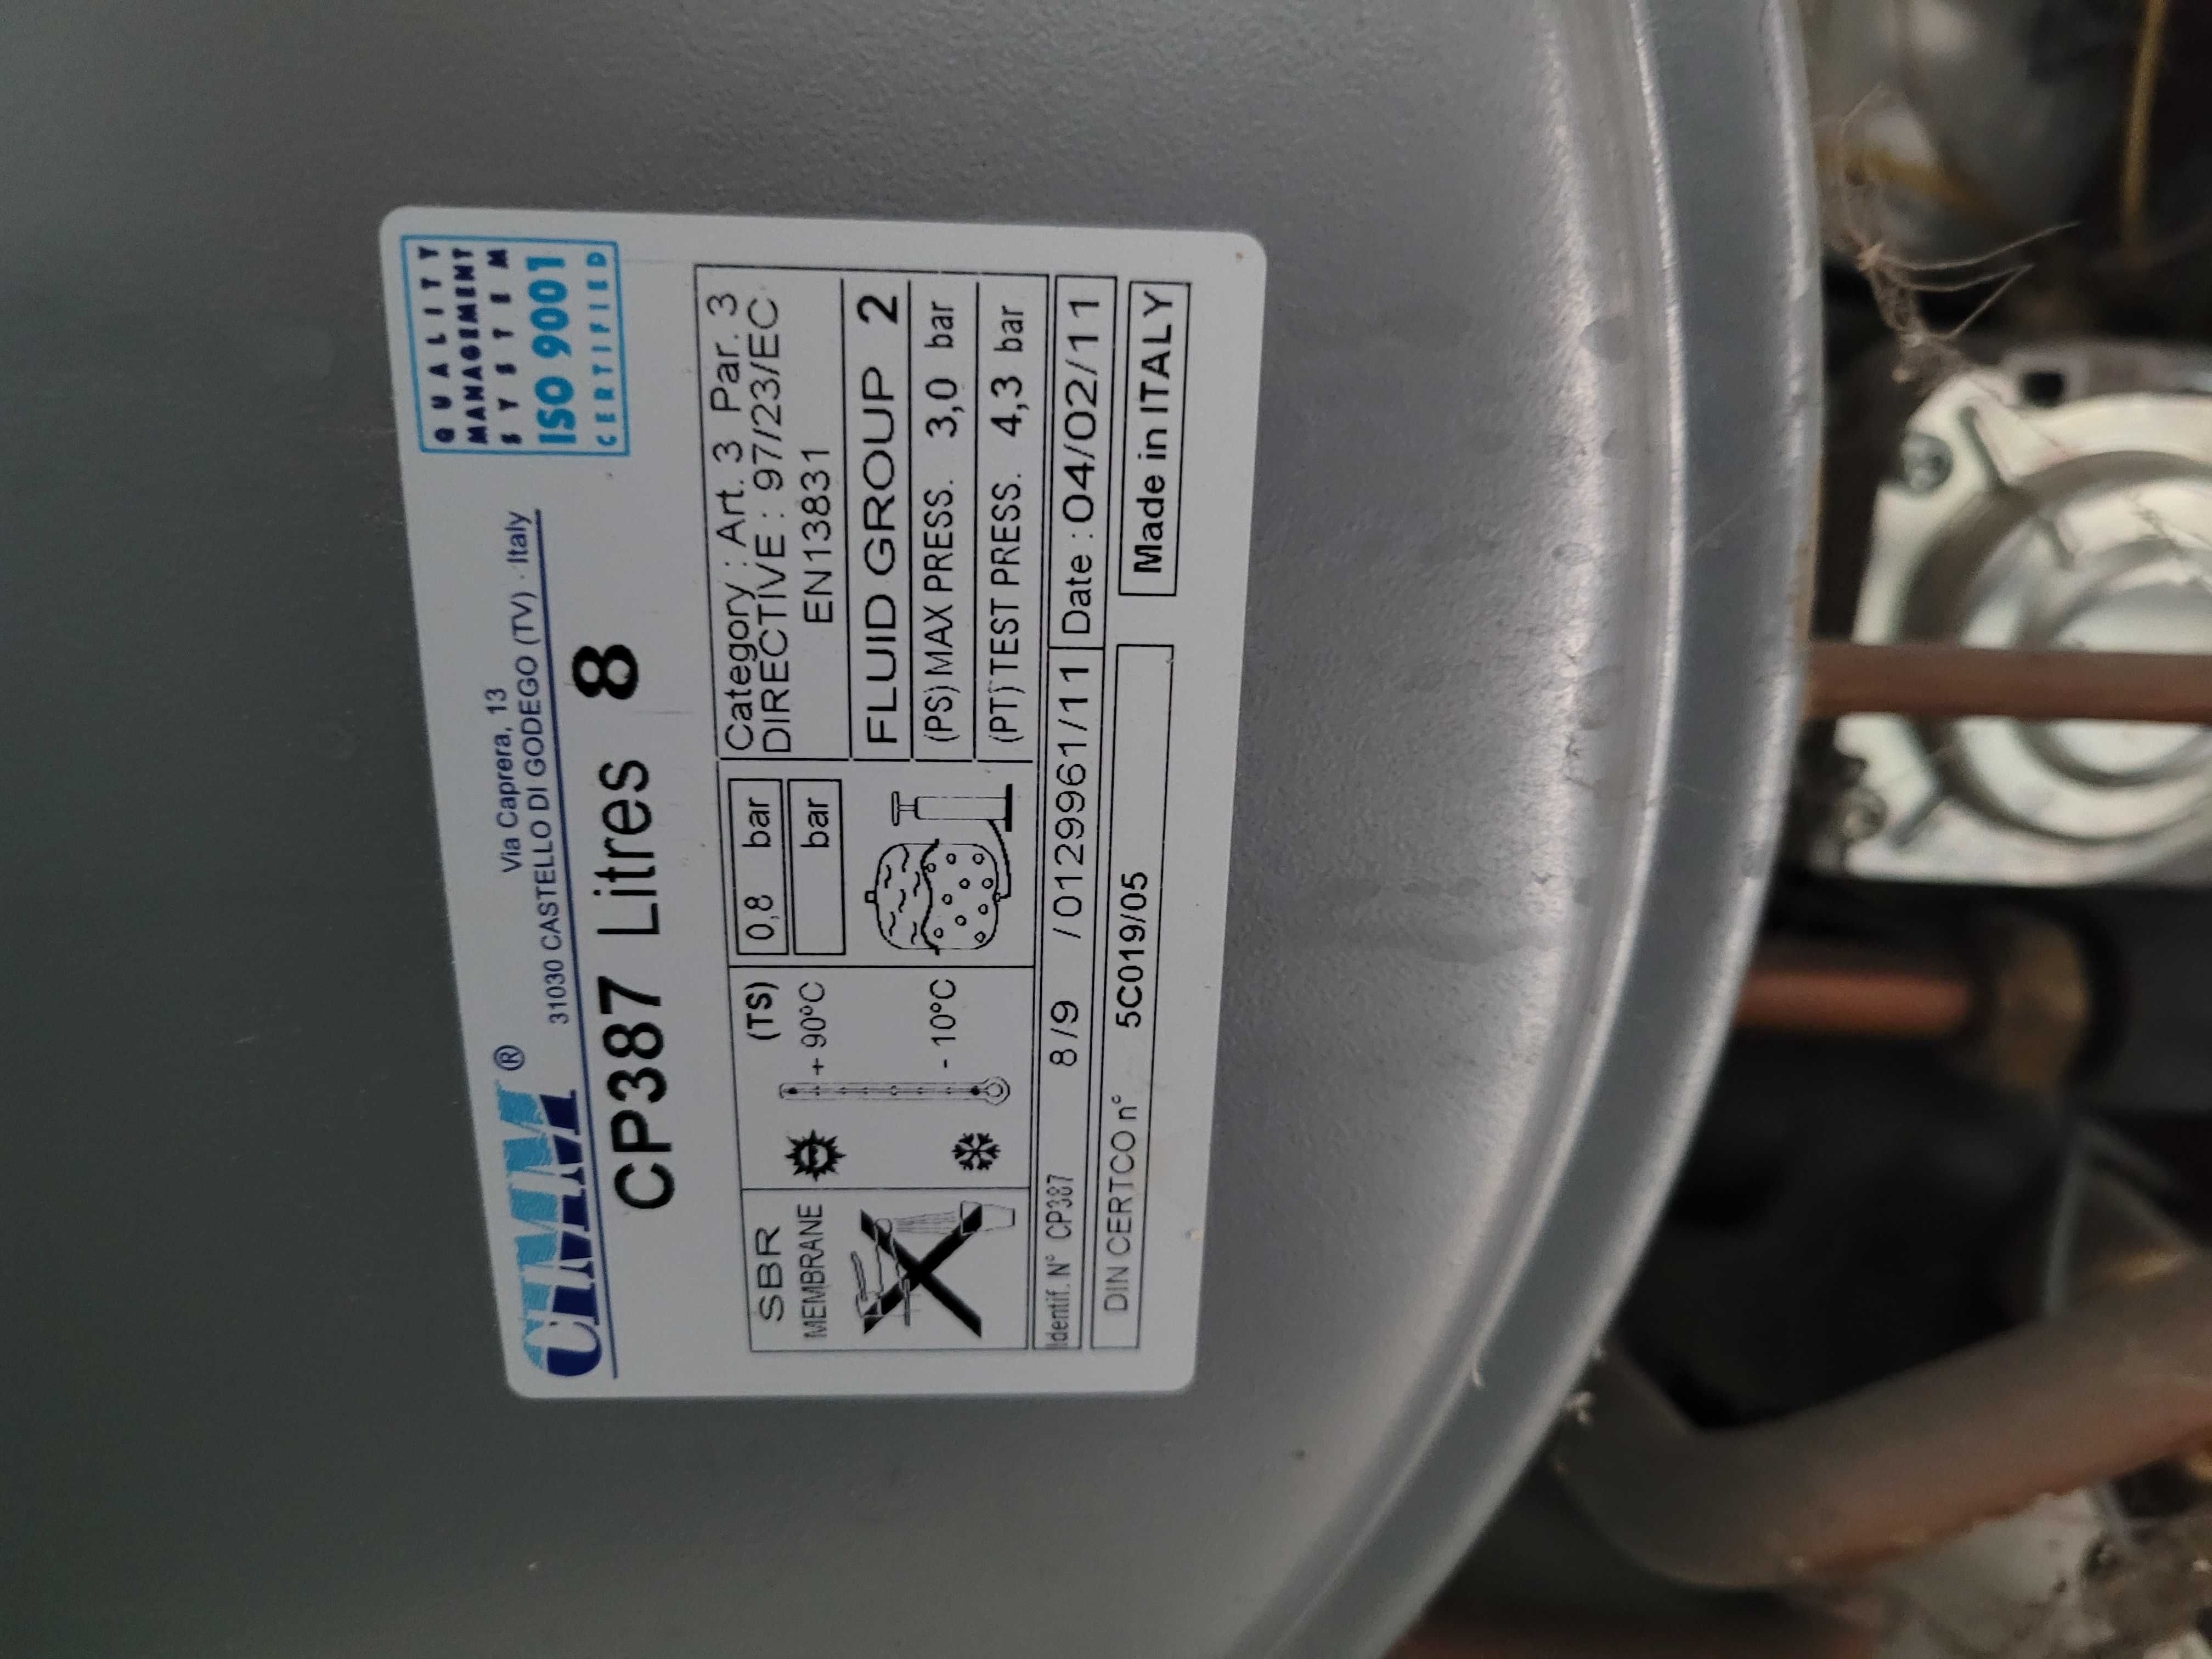 CIMM®
Via Caprera, 13
31030 CASTELLO DI GODEGO (TV) - Italy
QUALITY
MANAGEMENT
SYSTEM
ISO 9001
CERTIFIED
CP387 Litres 8
SBR
MEMBRANE
(TS)
+ 90°C
- 10°C
0,8 bar
bar
Category : Art. 3 Par. 3
DIRECTIVE : 97/23/EC
EN13831
FLUID GROUP 2
(PS) MAX PRESS. 3,0 bar
(PT) TEST PRESS. 4,3 bar
Identif. N° CP387 8/9 /0129961/11 Date : 04/02/11
DIN CERTCO n° 5C019/05
Made in ITALY